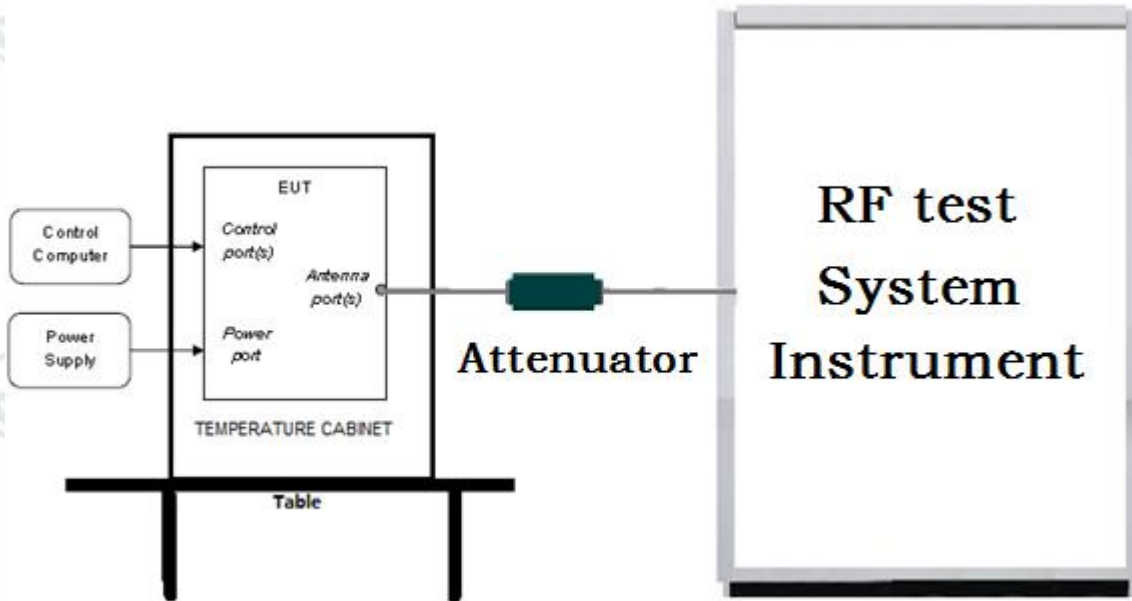 EUT
Control
Computer
Control
port(s)
Antenna
port(s)
Power
Supply
Power
port
TEMPERATURE CABINET
Table
Attenuator
RF test
System
Instrument